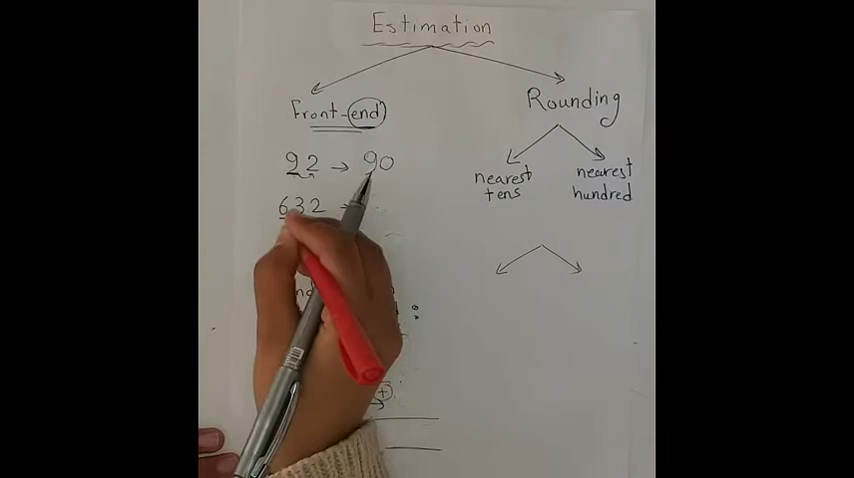 Estimation
Front-end
Rounding
92 → 90
nearest tens
nearest hundred
632 →